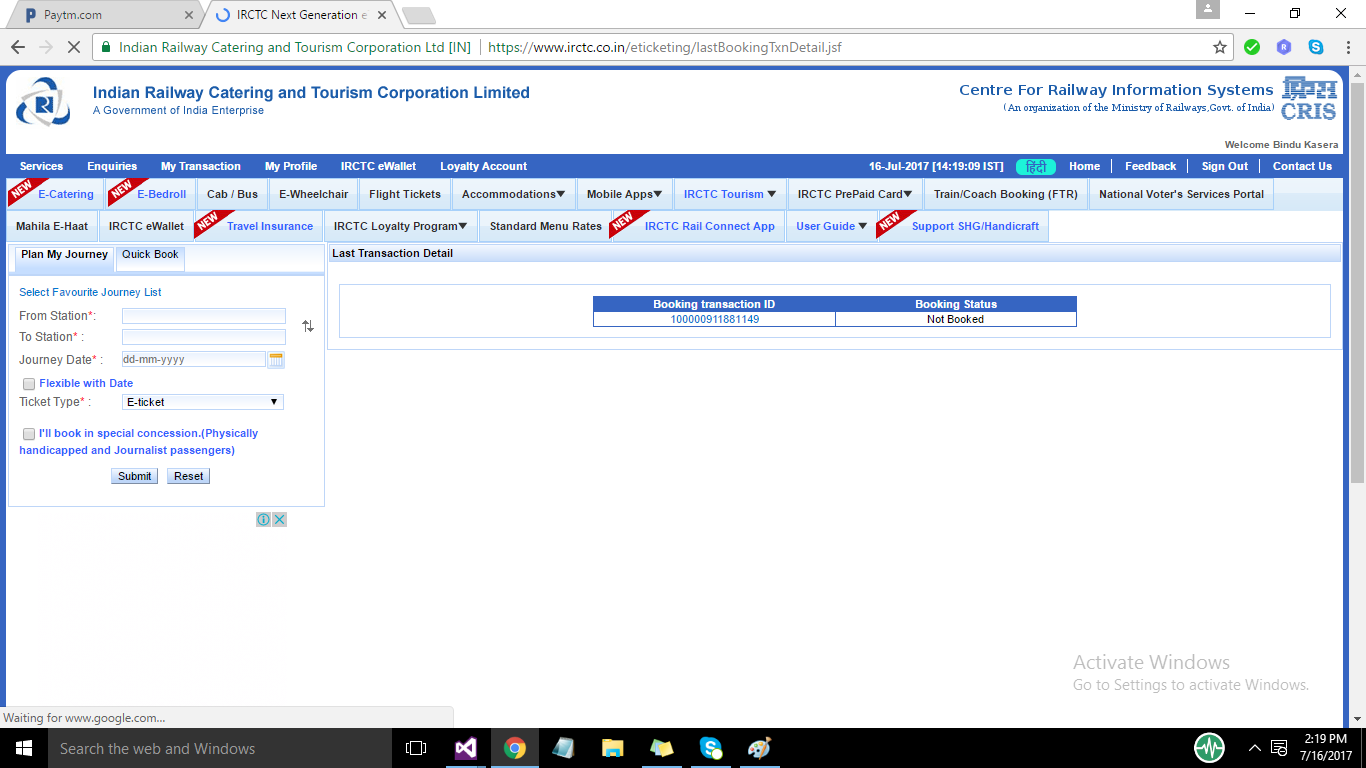 Paytm.com
IRCTC Next Generation e
Indian Railway Catering and Tourism Corporation Ltd [IN] https://www.irctc.co.in/eticketing/lastBookingTxnDetail.jsf
Indian Railway Catering and Tourism Corporation Limited
A Government of India Enterprise
Centre For Railway Information Systems
(An organization of the Ministry of Railways,Govt. of India)
CRIS
Welcome Bindu Kasera
Services Enquiries My Transaction My Profile IRCTC eWallet Loyalty Account 16-Jul-2017 [14:19:09 IST] हिंदी Home Feedback Sign Out Contact Us
NEW E-Catering NEW E-Bedroll Cab / Bus E-Wheelchair Flight Tickets Accommodations▼ Mobile Apps▼ IRCTC Tourism ▼ IRCTC PrePaid Card▼ Train/Coach Booking (FTR) National Voter's Services Portal
Mahila E-Haat IRCTC eWallet NEW Travel Insurance IRCTC Loyalty Program▼ Standard Menu Rates NEW IRCTC Rail Connect App User Guide ▼ NEW Support SHG/Handicraft
Plan My Journey Quick Book
Last Transaction Detail
Select Favourite Journey List
From Station*:
To Station* :
Journey Date* : dd-mm-yyyy
Flexible with Date
Ticket Type* : E-ticket
I'll book in special concession.(Physically
handicapped and Journalist passengers)
Submit Reset
Booking transaction ID Booking Status
100000911881149 Not Booked
Activate Windows
Go to Settings to activate Windows.
Waiting for www.google.com...
Search the web and Windows
2:19 PM
7/16/2017